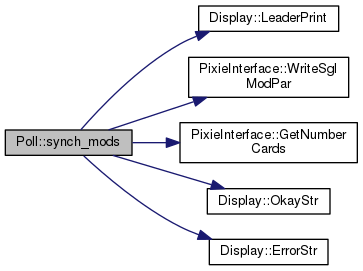 Display::LeaderPrint
PixieInterface::WriteSgl
ModPar
Poll::synch_mods
PixieInterface::GetNumber
Cards
Display::OkayStr
Display::ErrorStr